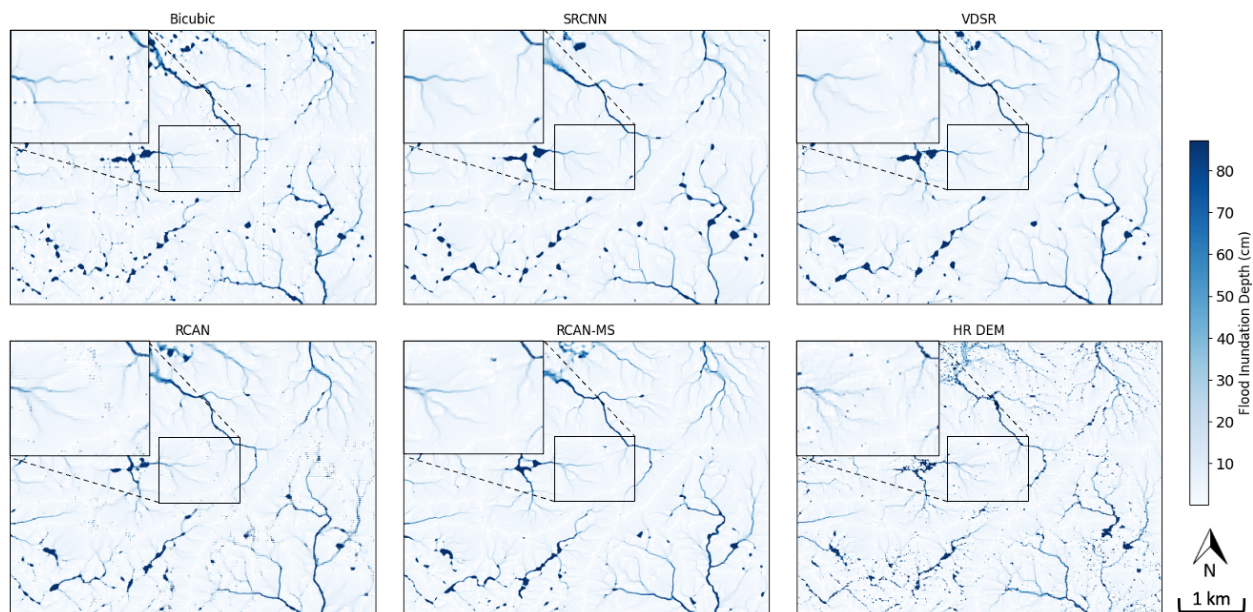 Bicubic
SRCNN
VDSR
RCAN
RCAN-MS
HR DEM
80
70
60
50
40
30
20
10
Flood Inundation Depth (cm)
N
1 km